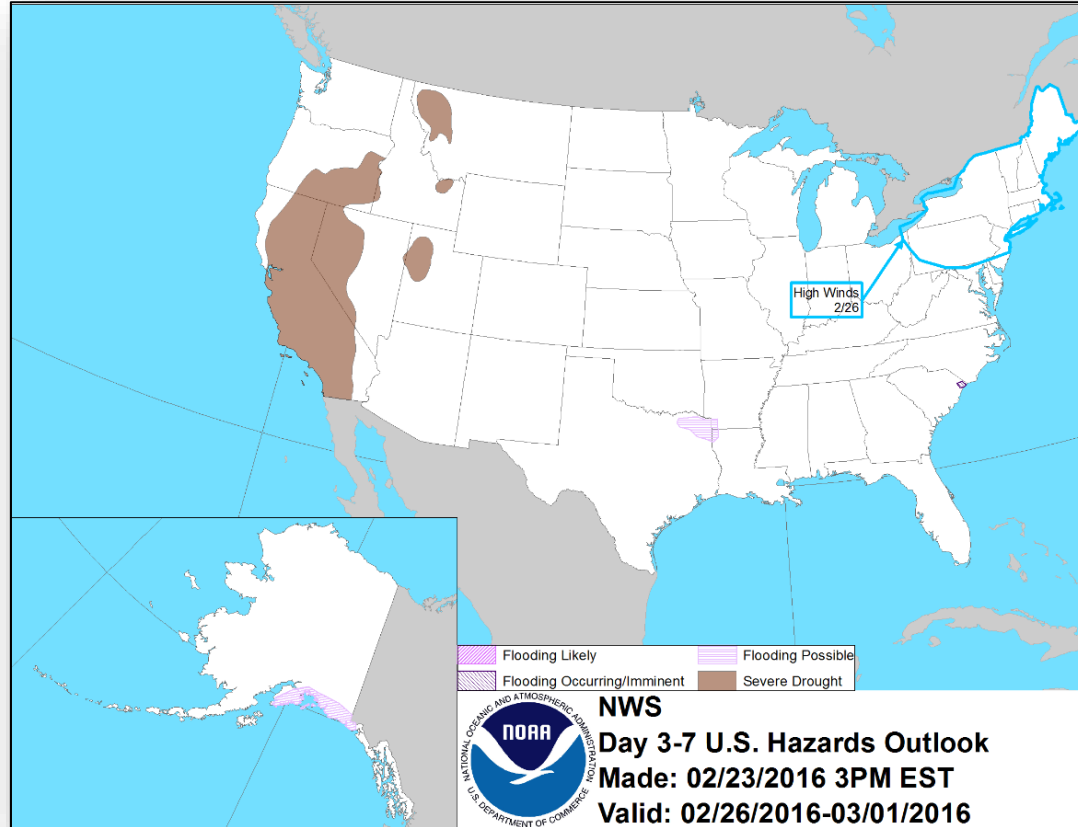 High Winds
2/26
Flooding Likely
Flooding Possible
Flooding Occurring/Imminent
Severe Drought
NATIONAL OCEANIC AND ATMOSPHERIC ADMINISTRATION
NOAA
U.S. DEPARTMENT OF COMMERCE
NWS
Day 3-7 U.S. Hazards Outlook
Made: 02/23/2016 3PM EST
Valid: 02/26/2016-03/01/2016